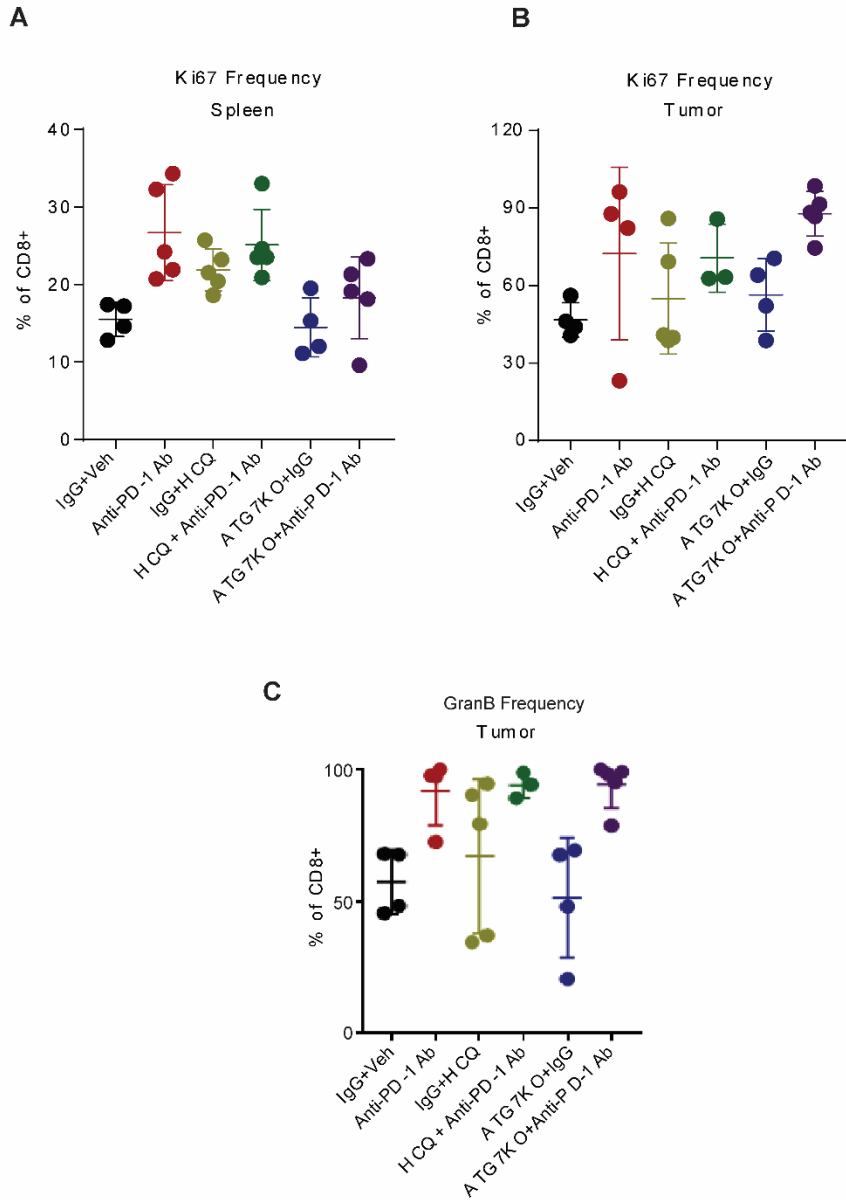 A
Ki67 Frequency
Spleen
% of CD8+
40
30
20
10
0
IgG+Veh
Anti-PD-1 Ab
IgG+HCQ
HCQ + Anti-PD-1 Ab
ATG7KO+IgG
ATG7KO+Anti-PD-1 Ab
B
Ki67 Frequency
Tumor
% of CD8+
120
90
60
30
0
IgG+Veh
Anti-PD-1 Ab
IgG+HCQ
HCQ + Anti-PD-1 Ab
ATG7KO+IgG
ATG7KO+Anti-PD-1 Ab
C
GranB Frequency
Tumor
% of CD8+
100
50
0
IgG+Veh
Anti-PD-1 Ab
IgG+HCQ
HCQ + Anti-PD-1 Ab
ATG7KO+IgG
ATG7KO+Anti-PD-1 Ab